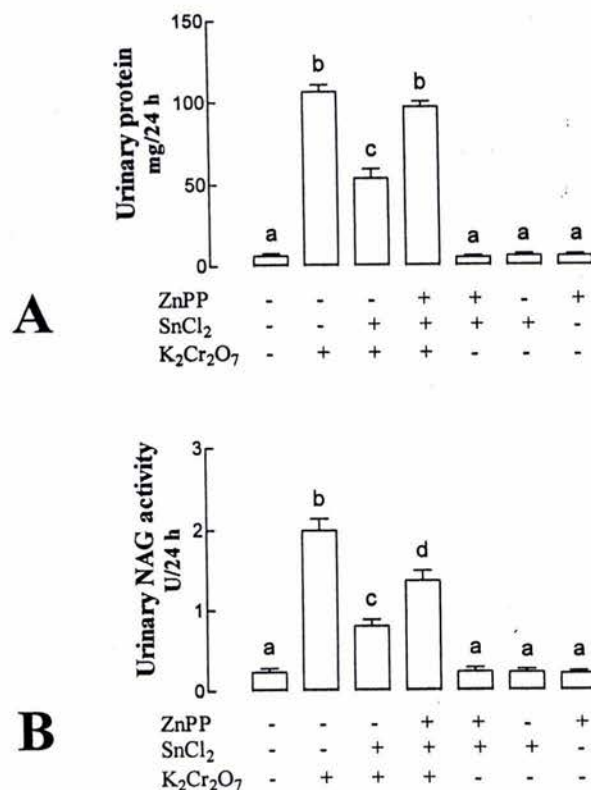 150
b
b
100
c
50
a
a
a
a
0
Urinary protein
mg/24 h
ZnPP - - - + + - +
SnCl₂ - - + + + + -
K₂Cr₂O₇ - + + + - - -
A
3
b
2
d
c
1
a
a
a
a
0
Urinary NAG activity
U/24 h
ZnPP - - - + + - +
SnCl₂ - - + + + + -
K₂Cr₂O₇ - + + + - - -
B